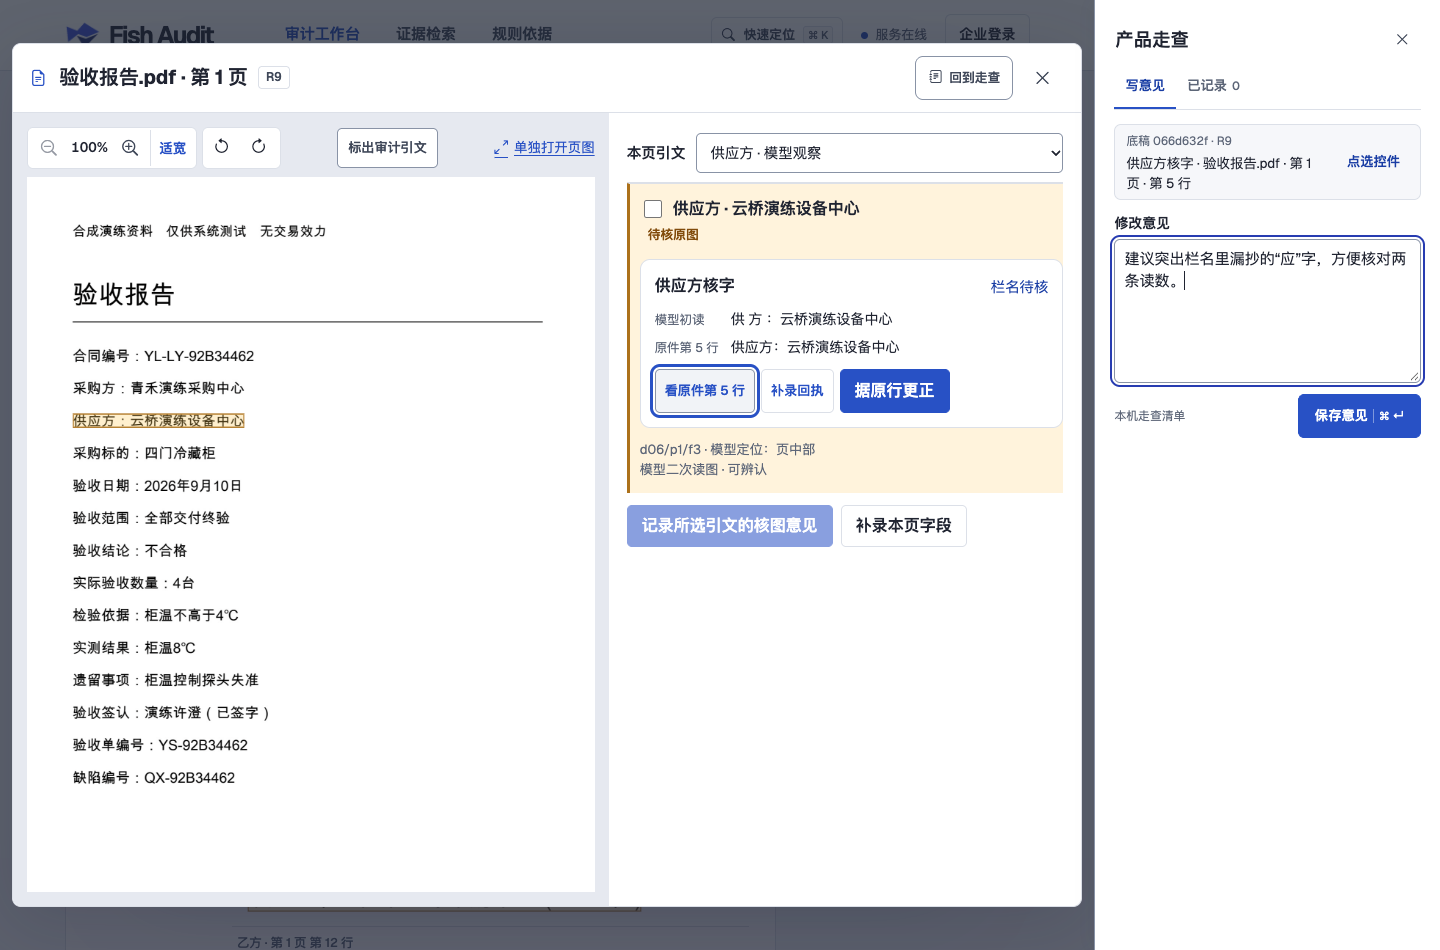 Fish Audit 审计工作台 证据检索 规则依据 快速定位 ⌘ K 服务在线 企业登录
验收报告.pdf · 第 1 页 R9 回到走查
100% 适宽 标出审计引文 单独打开页图
合成演练资料 仅供系统测试 无交易效力
验收报告
合同编号：YL-LY-92B34462
采购方：青禾演练采购中心
供应方：云桥演练设备中心
采购标的：四门冷藏柜
验收日期：2026年9月10日
验收范围：全部交付终验
验收结论：不合格
实际验收数量：4台
检验依据：柜温不高于4℃
实测结果：柜温8℃
遗留事项：柜温控制探头失准
验收签认：演练许澄（已签字）
验收单编号：YS-92B34462
缺陷编号：QX-92B34462
本页引文 供应方 · 模型观察
供应方 · 云桥演练设备中心
待核原图
供应方核字 栏名待核
模型初读 供 方： 云桥演练设备中心
原件第 5 行 供应方： 云桥演练设备中心
看原件第 5 行 补录回执 据原行更正
d06/p1/f3 · 模型定位：页中部
模型二次读图 · 可辨认
记录所选引文的核图意见 补录本页字段
乙方 · 第 1 页 第 12 行
产品走查
写意见 已记录 0
底稿 066d632f · R9
供应方核字 · 验收报告.pdf · 第 1
页 · 第 5 行
点选控件
修改意见
建议突出栏名里漏抄的“应”字，方便核对两
条读数。
本机走查清单 保存意见 ⌘ ↵